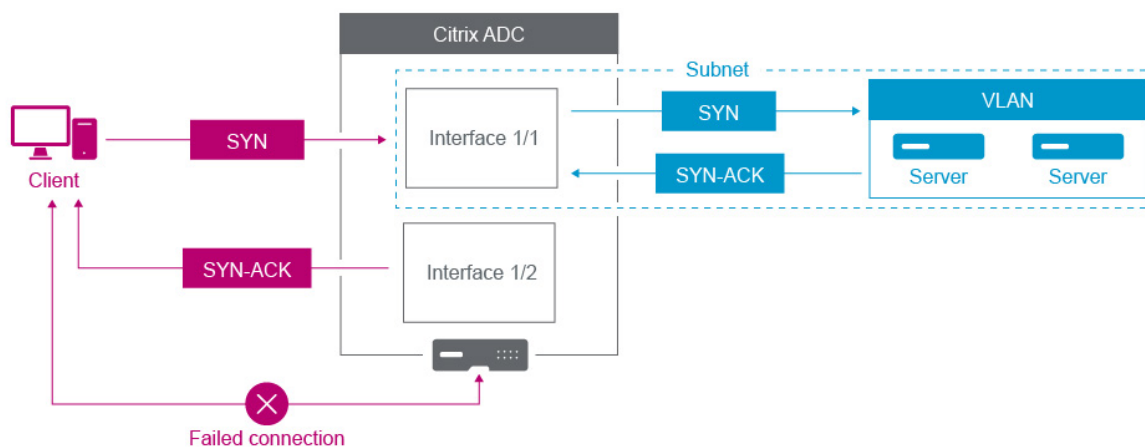 Citrix ADC
Subnet
VLAN
SYN
SYN
Interface 1/1
Server
Server
Client
SYN-ACK
SYN-ACK
Interface 1/2
Failed connection